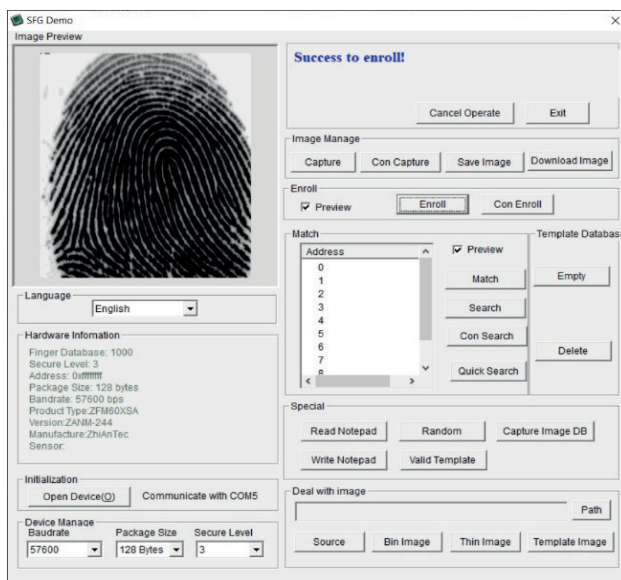 SFG Demo
Image Preview
Success to enroll!
Cancel Operate
Exit
Image Manage
Capture
Con Capture
Save Image
Download Image
Enroll
Preview
Enroll
Con Enroll
Match
Address
0
1
2
3
4
5
6
7
8
Preview
Match
Search
Con Search
Quick Search
Template Database
Empty
Delete
Language
English
Hardware Infomation
Finger Database: 1000
Secure Level: 3
Address: 0xffffffff
Package Size: 128 bytes
Bandrate: 57600 bps
Product Type:ZFM60XSA
Version:ZANM-244
Manufacture:ZhiAnTec
Sensor:
Special
Read Notepad
Random
Capture Image DB
Write Notepad
Valid Template
Initialization
Open Device(O)
Communicate with COM5
Device Manage
Baudrate
Package Size
Secure Level
57600
128 Bytes
3
Deal with image
Path
Source
Bin Image
Thin Image
Template Image